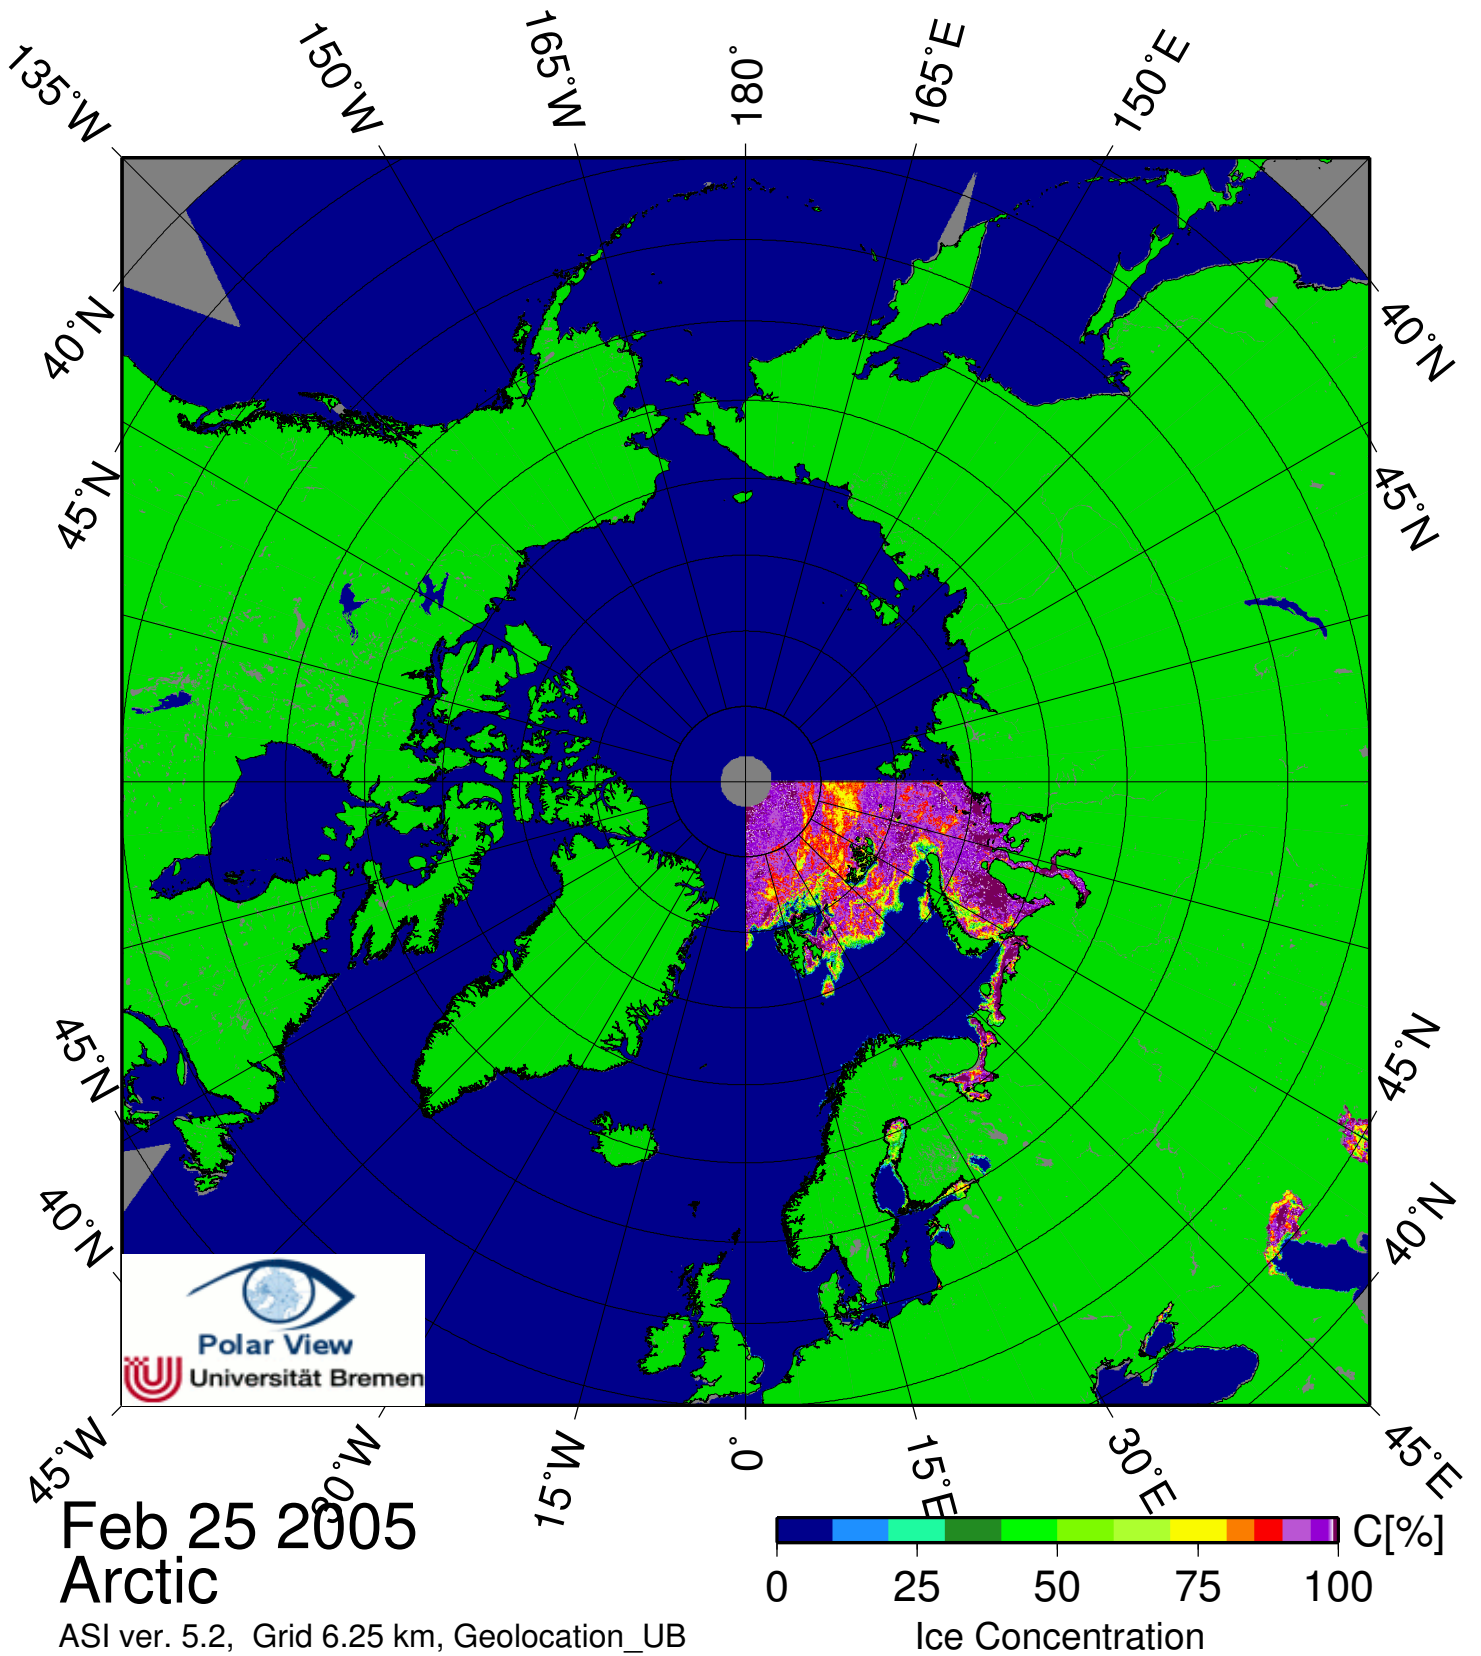 135°W
150°W
165°W
180°
165°E
150°E
40°N
40°N
45°N
45°N
45°N
45°N
40°N
40°N
Polar View
Universität Bremen
45°W
30°W
15°W
0°
15°E
30°E
45°E
Feb 25 2005
Arctic
ASI ver. 5.2, Grid 6.25 km, Geolocation_UB
C[%]
0 25 50 75 100
Ice Concentration